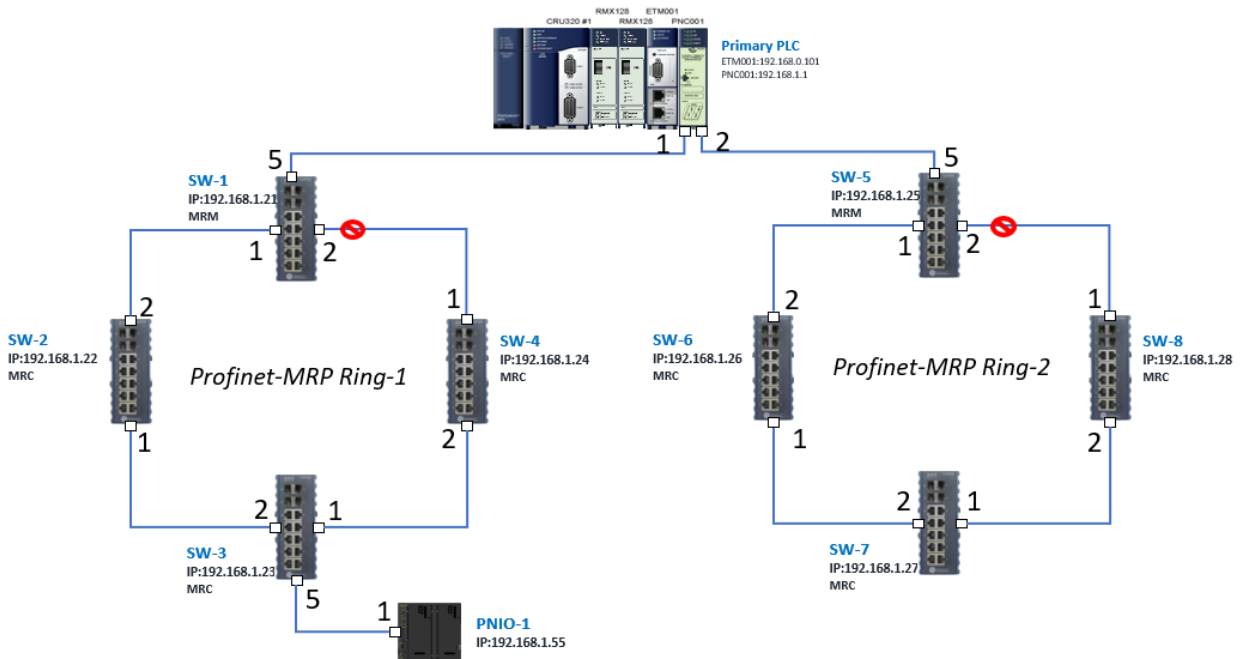 RMX128 ETM001
CRU320 #1 RMX128 PNC001
Primary PLC
ETM001:192.168.0.101
PNC001:192.168.1.1
1
2
5
SW-1
IP:192.168.1.21
MRM
1
2
5
SW-5
IP:192.168.1.25
MRM
1
2
2
SW-2
IP:192.168.1.22
MRC
1
Profinet-MRP Ring-1
1
SW-4
IP:192.168.1.24
MRC
2
2
SW-6
IP:192.168.1.26
MRC
1
Profinet-MRP Ring-2
1
SW-8
IP:192.168.1.28
MRC
2
2
1
SW-3
IP:192.168.1.23
MRC
5
2
1
SW-7
IP:192.168.1.27
MRC
1
PNIO-1
IP:192.168.1.55